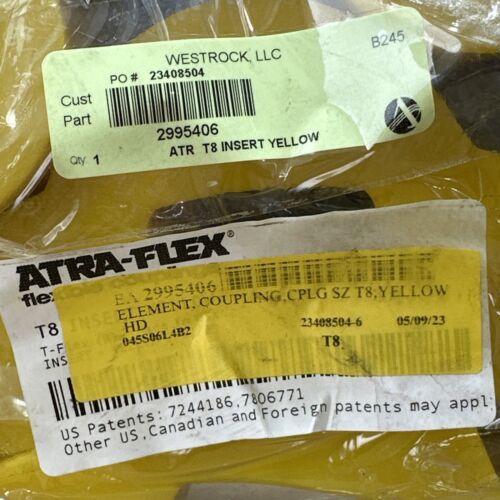 WESTROCK, LLC
B245
PO # 23408504
Cust
Part
2995406
ATR T8 INSERT YELLOW
Qty 1
ATRA-FLEX®
EA 2995406
ELEMENT, COUPLING,CPLG SZ T8,YELLOW
HD
T8
045S06L4B2 23408504-6 05/09/23
T8
US Patents: 7244186,7806771
Other US,Canadian and Foreign patents may appl